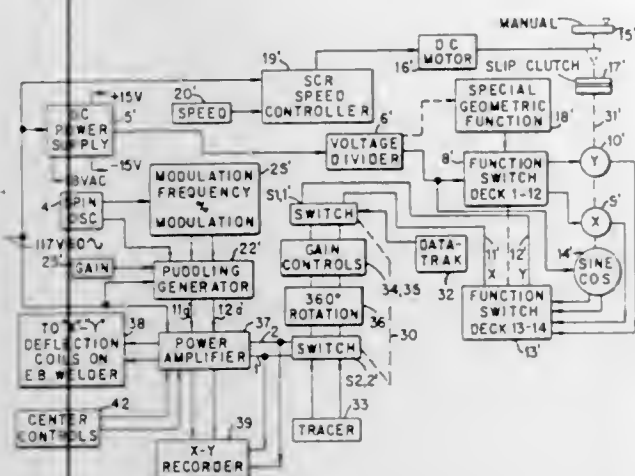 MANUAL
15'
DC
MOTOR
16'
19'
SCR
SPEED
CONTROLLER
20'
SPEED
SLIP CLUTCH
17'
+15V
DC
POWER
SUPPLY
5'
-15V
SPECIAL
GEOMETRIC
FUNCTION
18'
31'
6'
VOLTAGE
DIVIDER
8'
FUNCTION
SWITCH
DECK 1-12
10'
Y
X
14'
SINE
COS
4
SPIN
OSC
25'
MODULATION
FREQUENCY
%
MODULATION
S1,1'
SWITCH
GAIN
CONTROLS
34,35
DATA-
TRAK
32
11'
X
12'
Y
117V 60~
GAIN
22'
PUDDLING
GENERATOR
11a'
12a'
360°
ROTATION
36
30
FUNCTION
SWITCH
DECK 13-14
13'
TO "X"-"Y"
DEFLECTION
COILS ON
EB WELDER
38
37
POWER
AMPLIFIER
2
1
SWITCH
S2,2'
42
CENTER
CONTROLS
39
X-Y
RECORDER
33
TRACER